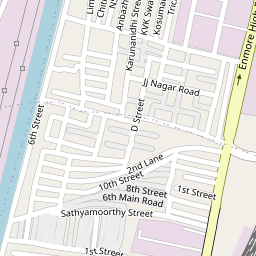 Anbazh
Karunanidhi Street
KVK Swa
Kosuma
Enmore High R
JJ Nagar Road
6th Street
D Street
2nd Lane
10th Street
8th Street
1st Street
6th Main Road
Sathyamoorthy Street
1st Street